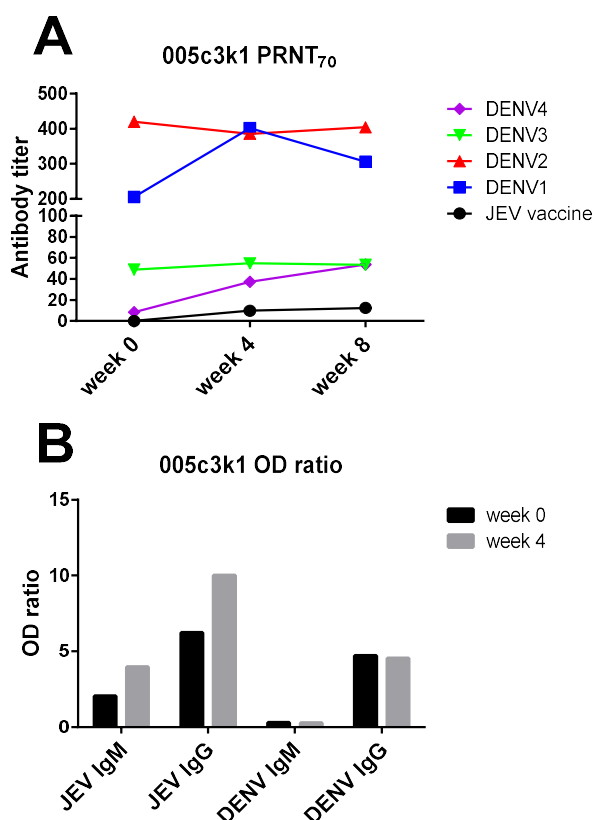 A
005c3k1 PRNT70
Antibody titer
500
400
300
200
100
80
60
40
20
0
week 0
week 4
week 8
DENV4
DENV3
DENV2
DENV1
JEV vaccine
B
005c3k1 OD ratio
OD ratio
15
10
5
0
JEV IgM
JEV IgG
DENV IgM
DENV IgG
week 0
week 4